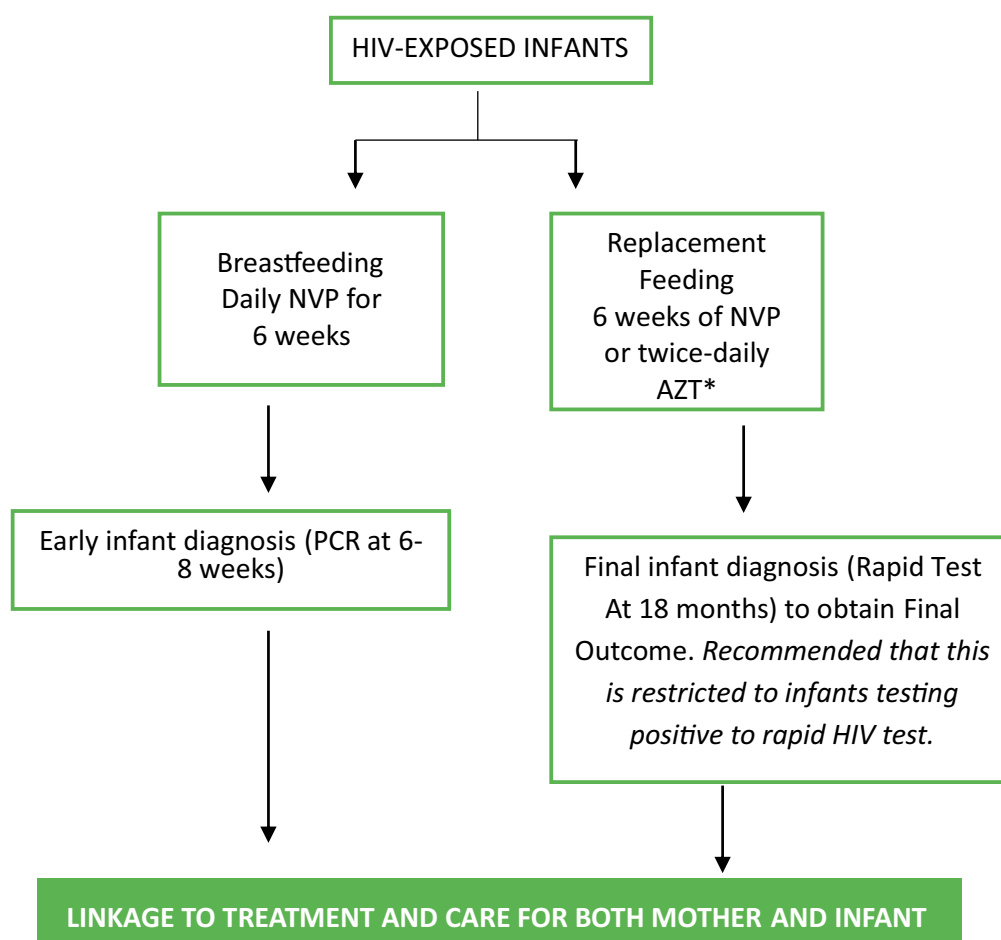 HIV-EXPOSED INFANTS
Breastfeeding
Daily NVP for
6 weeks
Replacement
Feeding
6 weeks of NVP
or twice-daily
AZT*
Early infant diagnosis (PCR at 6-
8 weeks)
Final infant diagnosis (Rapid Test
At 18 months) to obtain Final
Outcome. Recommended that this
is restricted to infants testing
positive to rapid HIV test.
LINKAGE TO TREATMENT AND CARE FOR BOTH MOTHER AND INFANT